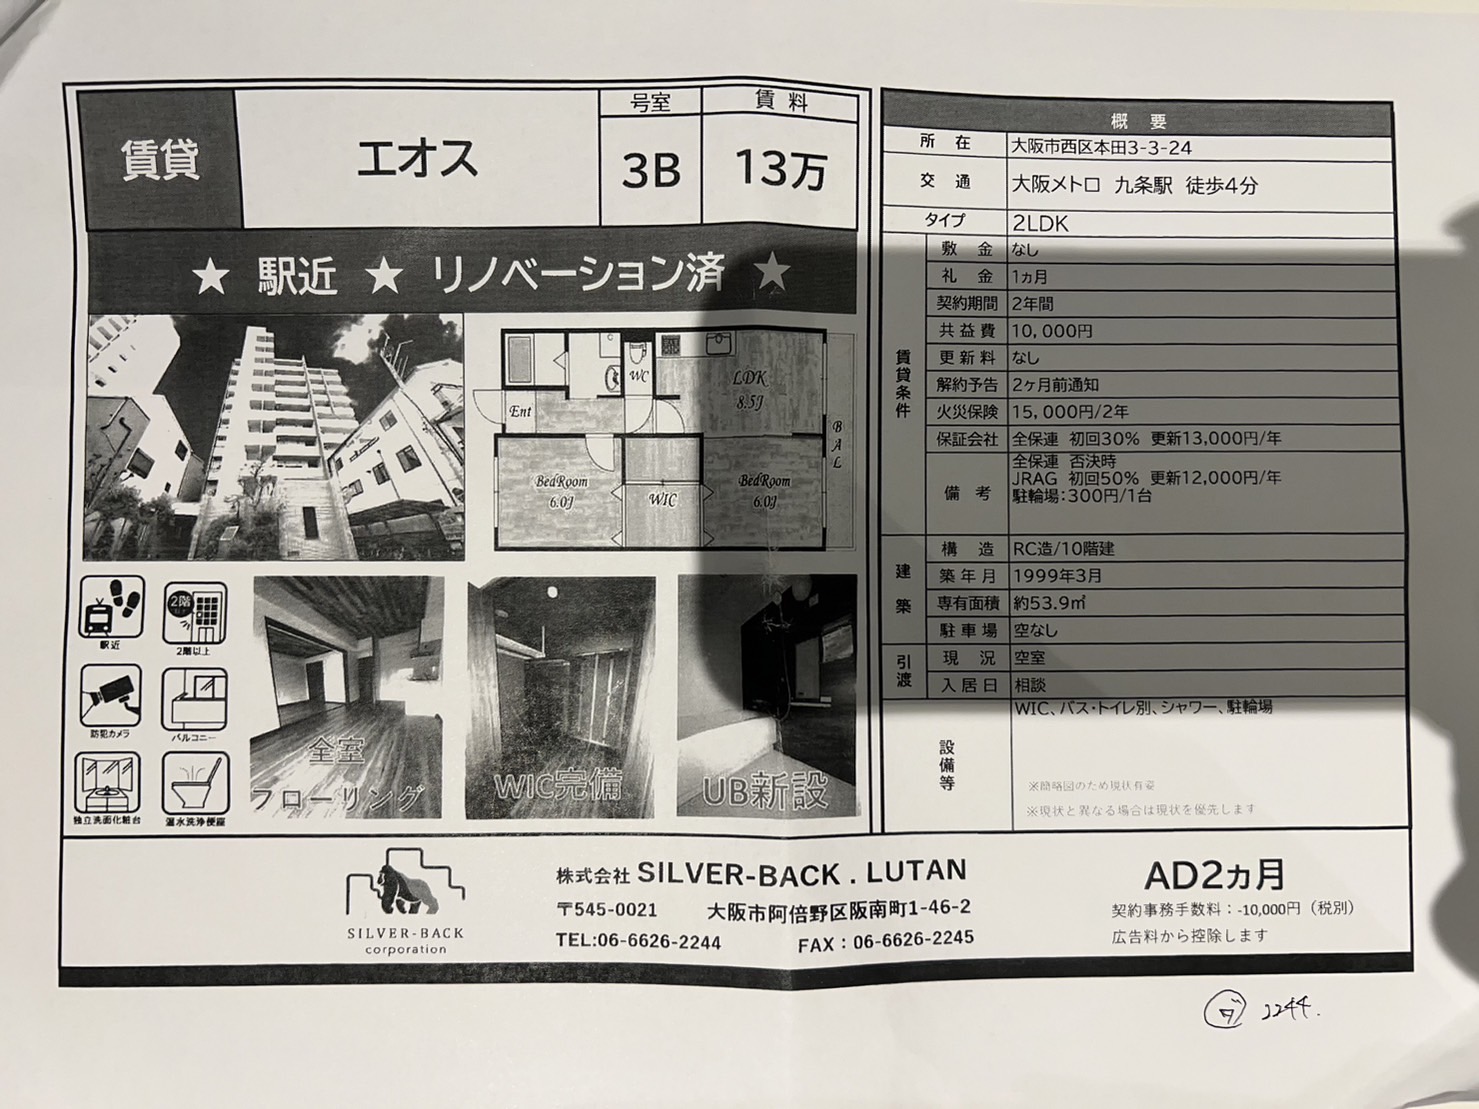 賃貸
エオス
号室
3B
賃料
13万
★ 駅近 ★ リノベーション済 ★
WC
LDK
8.5J
Ent
BAL
BedRoom
6.0J
WIC
BedRoom
6.0J
駅近
2階
2階以上
防犯カメラ
バルコニー
独立洗面化粧台
温水洗浄便座
全室
フローリング
WIC完備
UB新設
概要
所在 大阪市西区本田3-3-24
交通 大阪メトロ 九条駅 徒歩4分
タイプ 2LDK
賃貸条件
敷金 なし
礼金 1ヵ月
契約期間 2年間
共益費 10,000円
更新料 なし
解約予告 2ヶ月前通知
火災保険 15,000円/2年
保証会社 全保連 初回30% 更新13,000円/年
備考 全保連 否決時
JRAG 初回50% 更新12,000円/年
駐輪場:300円/1台
建築
構造 RC造/10階建
築年月 1999年3月
専有面積 約53.9㎡
駐車場 空なし
引渡
現況 空室
入居日 相談
設備等 WIC、バス・トイレ別、シャワー、駐輪場
※簡略図のため現状有姿
※現状と異なる場合は現状を優先します
SILVER-BACK
corporation
株式会社 SILVER-BACK . LUTAN
〒545-0021 大阪市阿倍野区阪南町1-46-2
TEL:06-6626-2244 FAX：06-6626-2245
AD2ヵ月
契約事務手数料：-10,000円（税別）
広告料から控除します
2244.